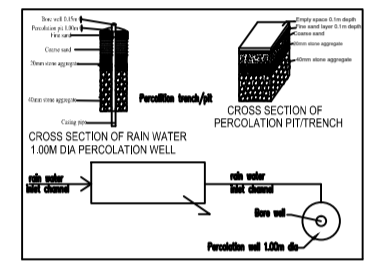 Bore well 0.15m
Percolation pit 1.00m
Fine sand
Coarse sand
20mm stone aggregate
40mm stone aggregate
Casing pipe
Percolition trench/pit
CROSS SECTION OF RAIN WATER
1.00M DIA PERCOLATION WELL
Empty space 0.1m depth
Fine sand layer 0.1m depth
Coarse sand
20mm stone aggregate
40mm stone aggregate
CROSS SECTION OF
PERCOLATION PIT/TRENCH
rain water
inlet channel
rain water
inlet channel
Bore well
Percolation well 1.00m dia